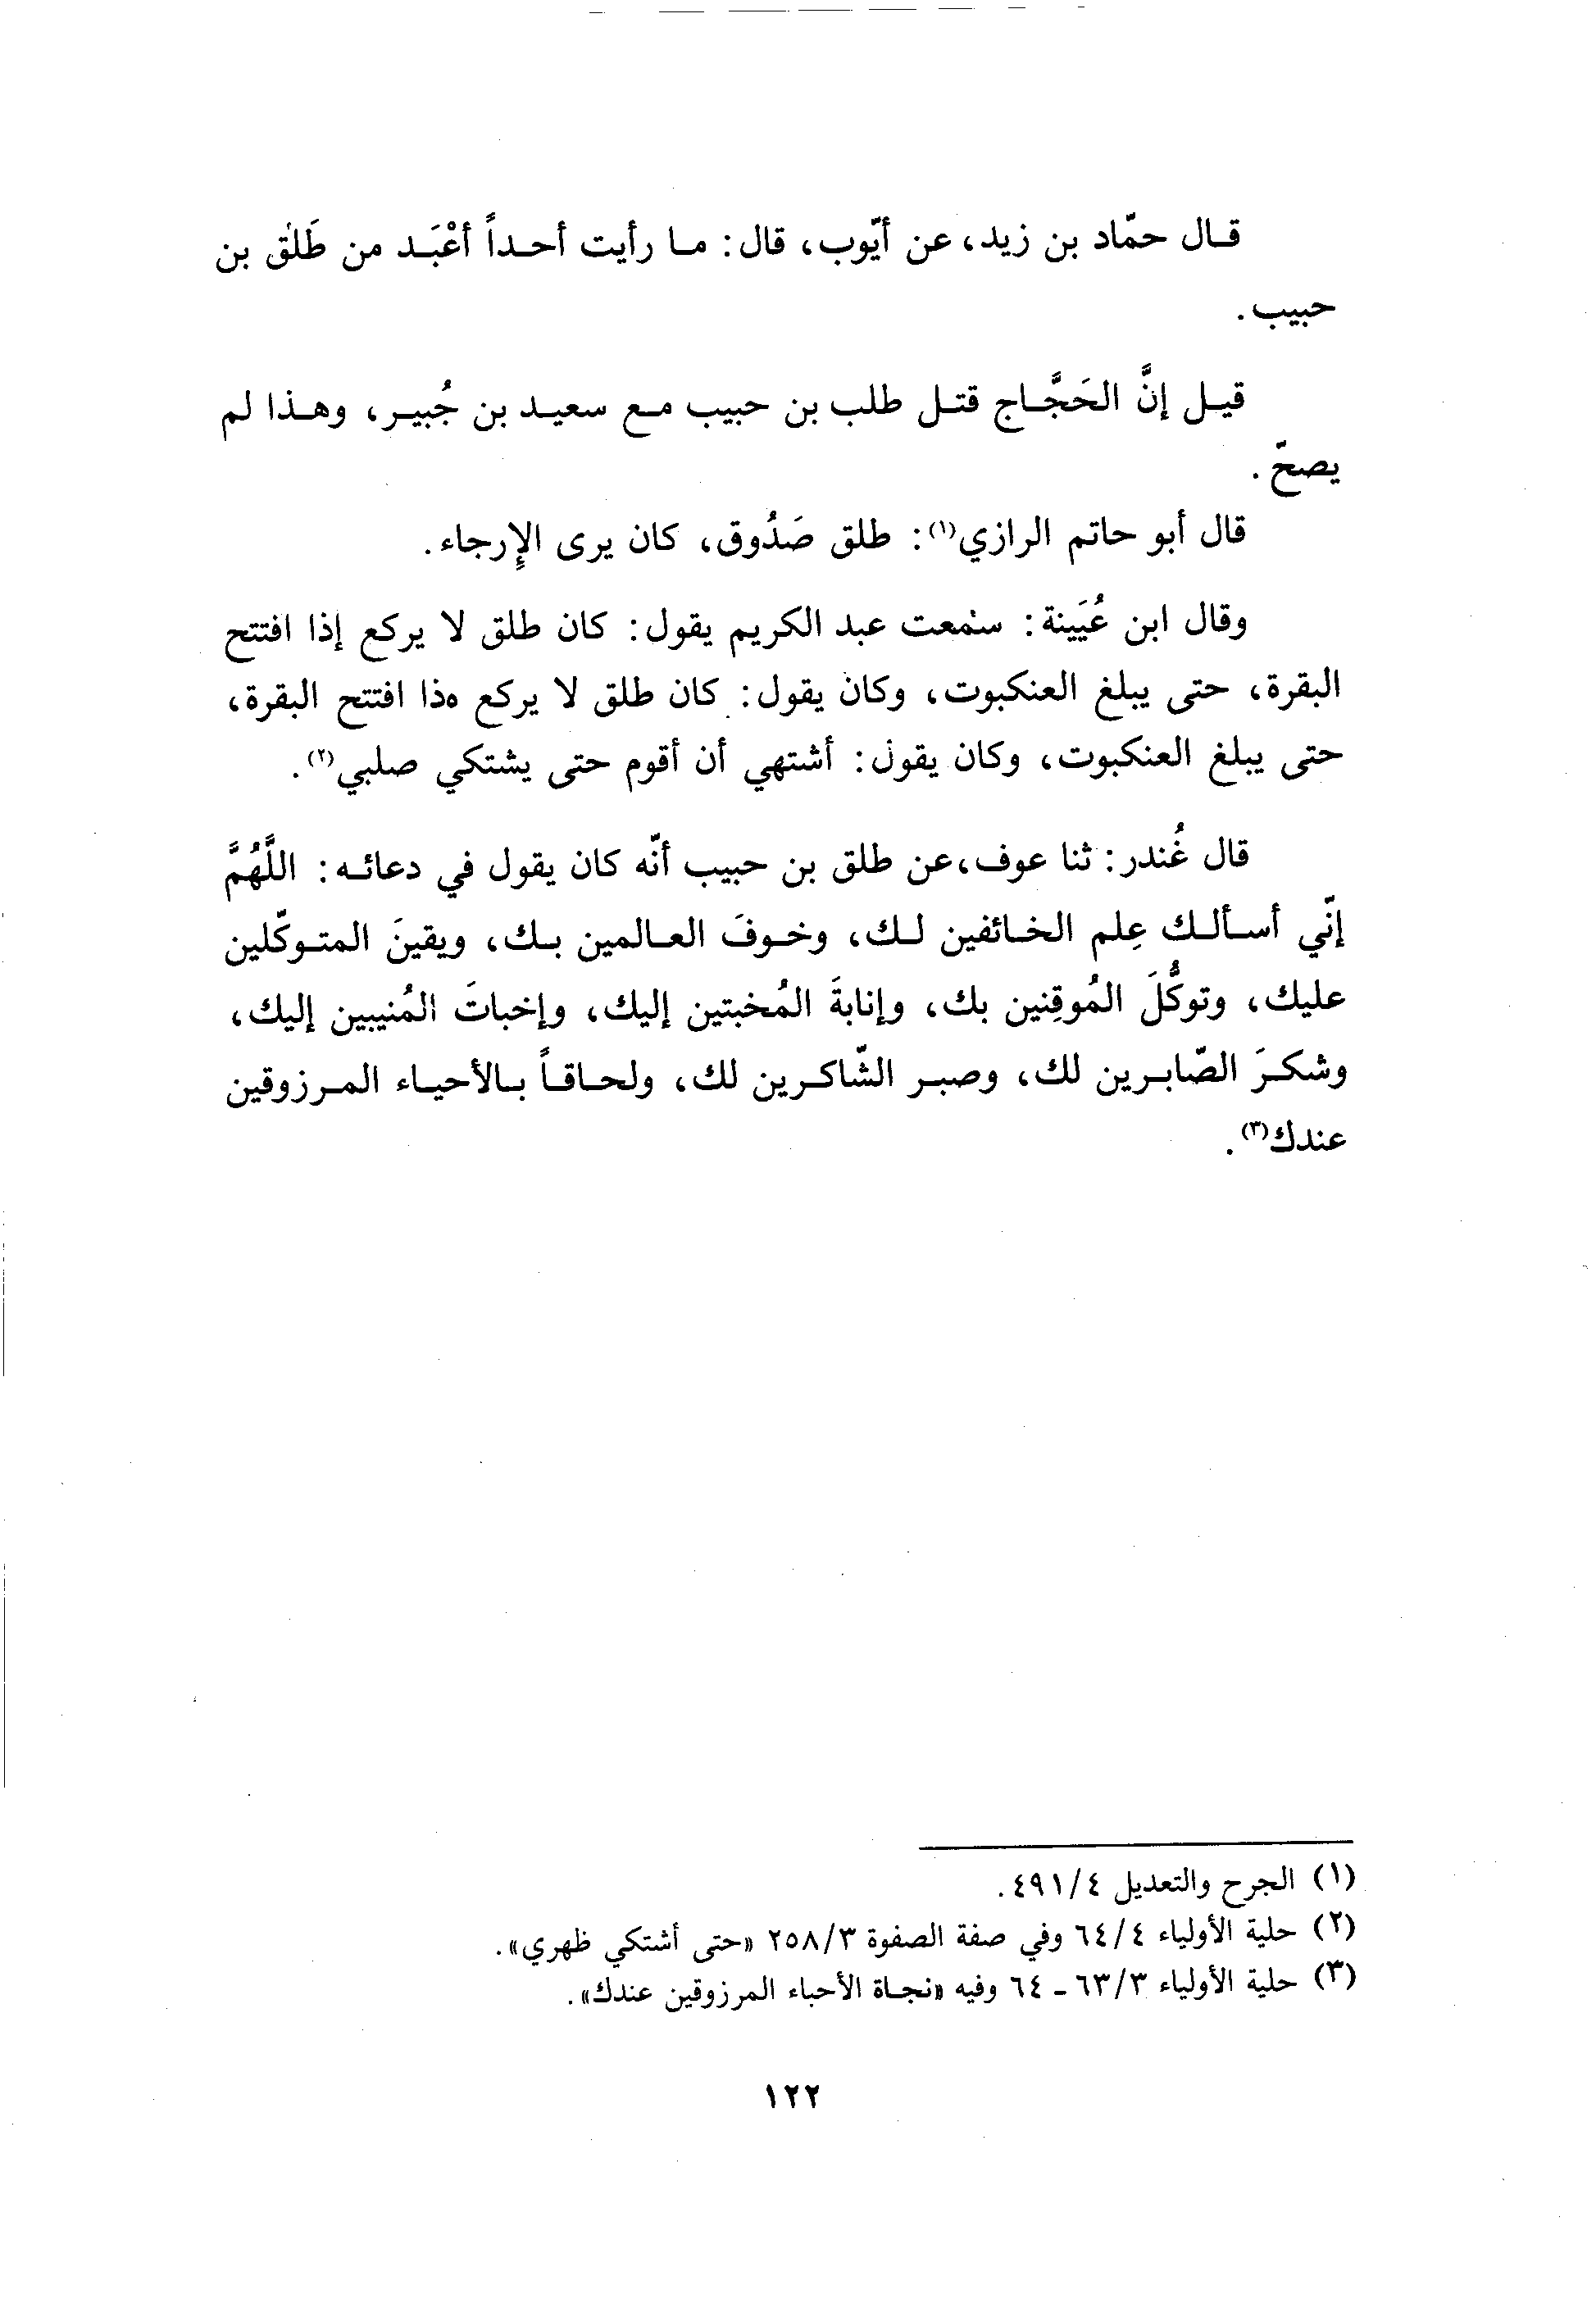 قال حمّاد بن زيد، عن أيّوب، قال: ما رأيت أحداً أعْبَد من طَلْق بن
حبيب.
قيل إنَّ الحَجَّاج قتل طلب بن حبيب مع سعيد بن جُبير، وهذا لم
يصحّ.
قال أبو حاتم الرازي(١): طلق صَدُوق، كان يرى الإِرجاء.
وقال ابن عُيَينة: سمعت عبد الكريم يقول: كان طلق لا يركع إذا افتتح
البقرة، حتى يبلغ العنكبوت، وكان يقول: كان طلق لا يركع هذا افتتح البقرة،
حتى يبلغ العنكبوت، وكان يقول: أشتهي أن أقوم حتى يشتكي صلبي(٢).
قال غُندر: ثنا عوف، عن طلق بن حبيب أنّه كان يقول في دعائه: اللَّهُمَّ
إنّي أسألك عِلم الخائفين لك، وخوفَ العالمين بك، ويقينَ المتوكّلين
عليك، وتوكُّلَ المُوقِنين بك، وإنابةَ المُخبتين إليك، وإخباتَ المُنيبين إليك،
وشكرَ الصّابرين لك، وصبر الشّاكرين لك، ولحاقاً بالأحياء المرزوقين
عندك(٣).
(١) الجرح والتعديل ٤/ ٤٩١.
(٢) حلية الأولياء ٤/ ٦٤ وفي صفة الصفوة ٣/ ٢٥٨ «حتى أشتكي ظهري».
(٣) حلية الأولياء ٣/ ٦٣ - ٦٤ وفيه «نجاة الأحباء المرزوقين عندك».
١٢٢